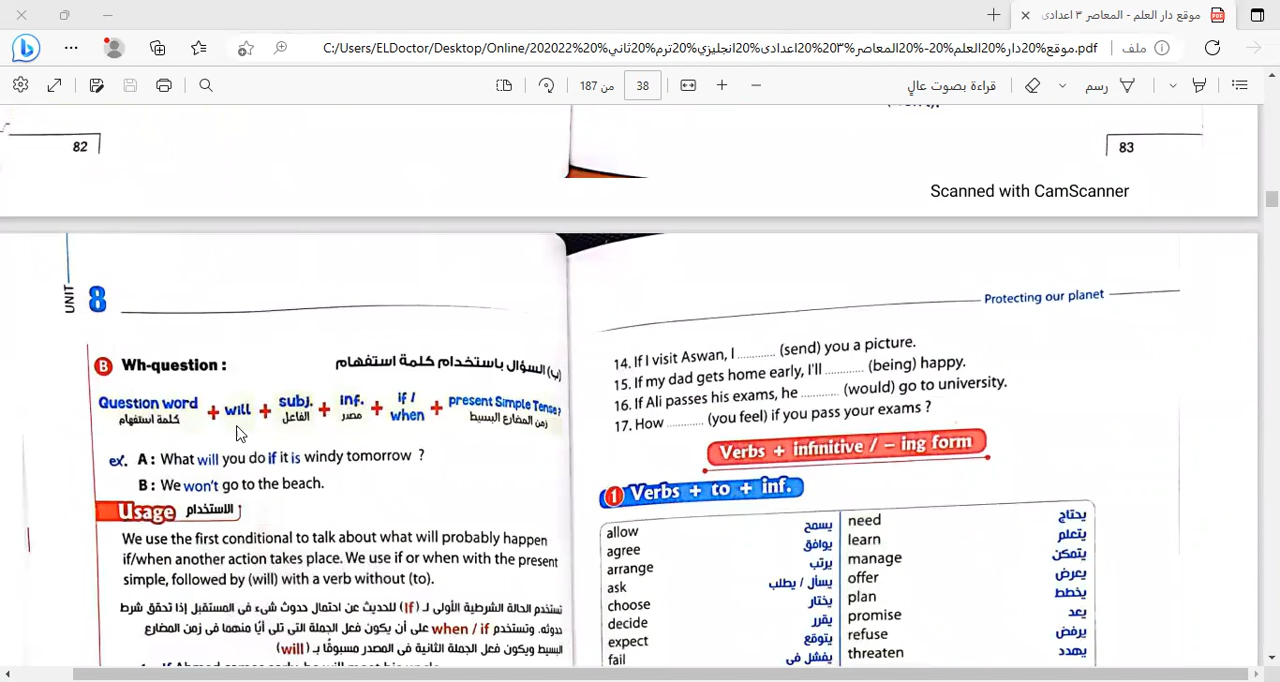 موقع دار العلم - المعاصر ٣ اعدادى
C:/Users/ELDoctor/Desktop/Online/202022%20موقع%20دار%20العلم%20-%20المعاصر%20٣%20اعدادى%20انجليزي%20ترم%20ثاني.pdf
ملف
قراءة بصوت عالٍ
رسم
من 187
38
82
83
Scanned with CamScanner
UNIT 8
B Wh-question :
(ب) السؤال باستخدام كلمة استفهام
Question word + will + subj. + inf. + if / when + present Simple Tense?
كلمة استفهام
الفاعل
مصدر
زمن المضارع البسيط
ex. A : What will you do if it is windy tomorrow ?
B : We won't go to the beach.
Usage الاستخدام
We use the first conditional to talk about what will probably happen
if/when another action takes place. We use if or when with the present
simple, followed by (will) with a verb without (to).
تستخدم الحالة الشرطية الأولى لـ (If) للحديث عن احتمال حدوث شىء فى المستقبل إذا تحقق شرط
حدوثه. وتستخدم when / if على أن يكون فعل الجملة التى تلى أيًا منهما فى زمن المضارع
البسيط ويكون فعل الجملة الثانية فى المصدر مسبوقًا بـ (will)
Protecting our planet
14. If I visit Aswan, I ............ (send) you a picture.
15. If my dad gets home early, I'll ............ (being) happy.
16. If Ali passes his exams, he ............ (would) go to university.
17. How ............ (you feel) if you pass your exams ?
Verbs + infinitive / – ing form
1 Verbs + to + inf.
allow يسمح
agree يوافق
arrange يرتب
ask يسأل / يطلب
choose يختار
decide يقرر
expect يتوقع
fail يفشل فى
need يحتاج
learn يتعلم
manage يتمكن
offer يعرض
plan يخطط
promise يعد
refuse يرفض
threaten يهدد